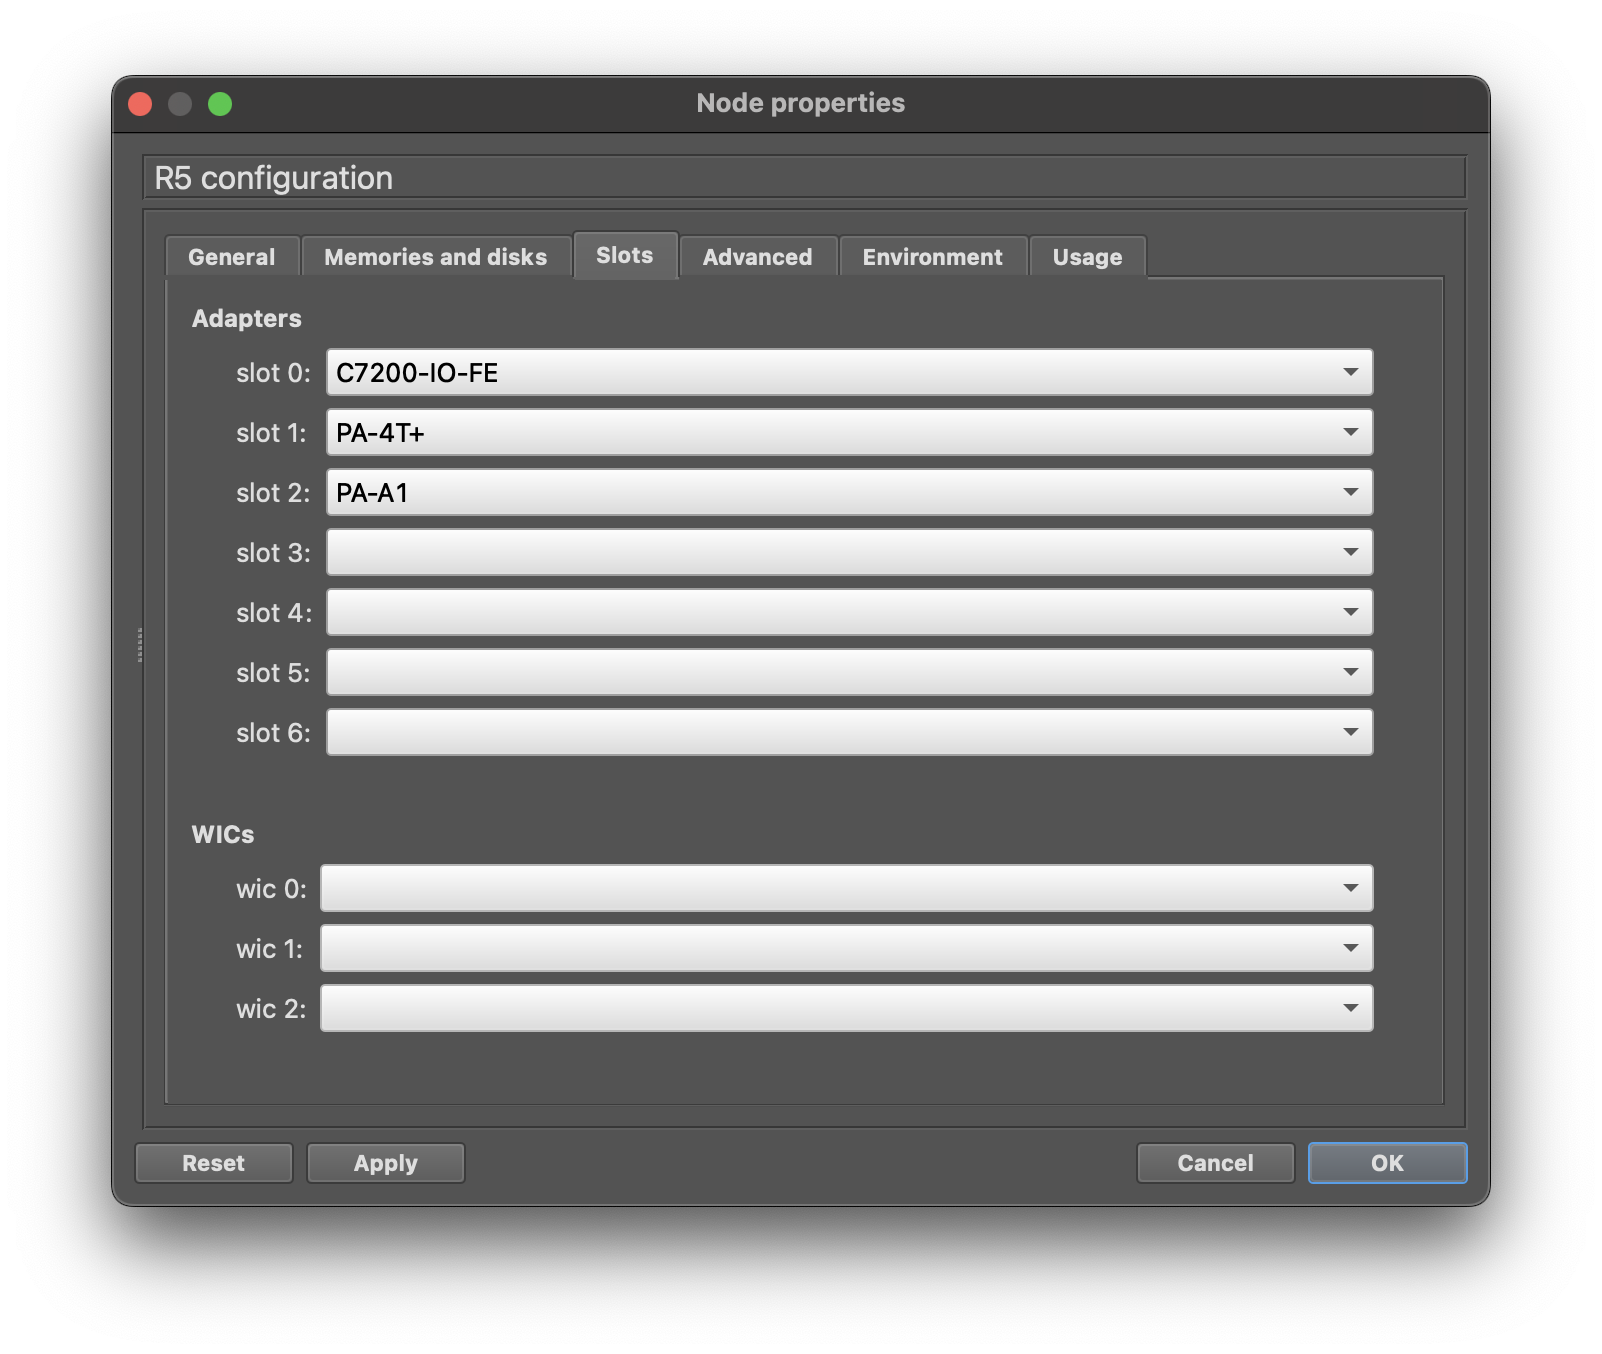 Node properties
R5 configuration
General Memories and disks Slots Advanced Environment Usage
Adapters
slot 0: C7200-IO-FE
slot 1: PA-4T+
slot 2: PA-A1
slot 3:
slot 4:
slot 5:
slot 6:
WICs
wic 0:
wic 1:
wic 2:
Reset Apply Cancel OK